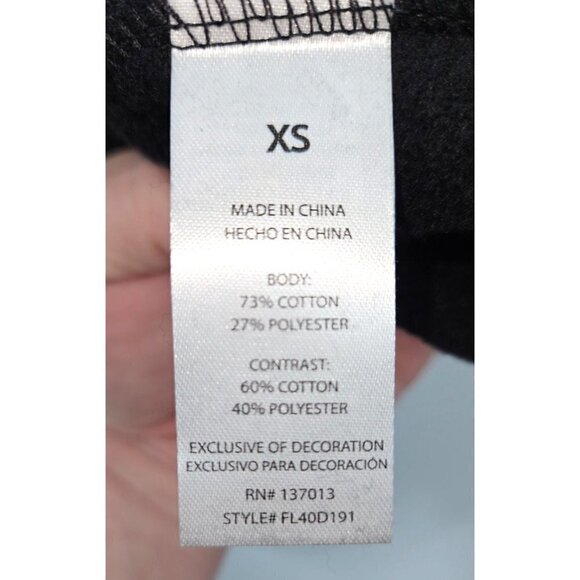 XS
MADE IN CHINA
HECHO EN CHINA
BODY:
73% COTTON
27% POLYESTER
CONTRAST:
60% COTTON
40% POLYESTER
EXCLUSIVE OF DECORATION
EXCLUSIVO PARA DECORACIÓN
RN# 137013
STYLE# FL40D191